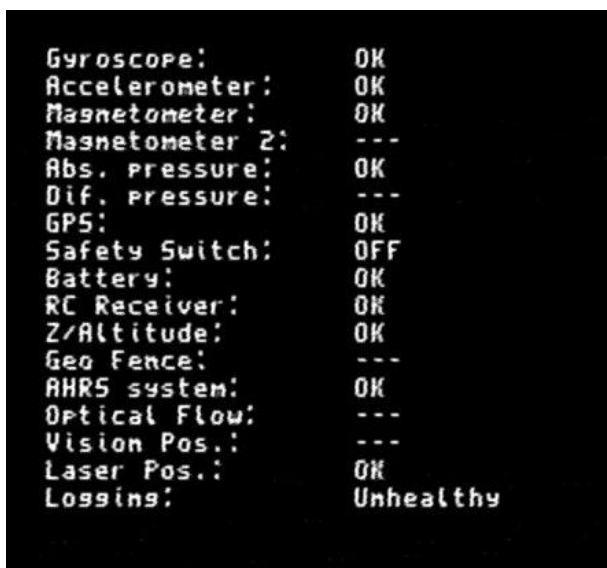 Gyroscope: OK
Accelerometer: OK
Magnetometer: OK
Magnetometer 2: ---
Abs. pressure: OK
Dif. pressure: ---
GPS: OK
Safety Switch: OFF
Battery: OK
RC Receiver: OK
Z/Altitude: OK
Geo Fence: ---
AHRS system: OK
Optical Flow: ---
Vision Pos.: ---
Laser Pos.: OK
Logging: Unhealthy